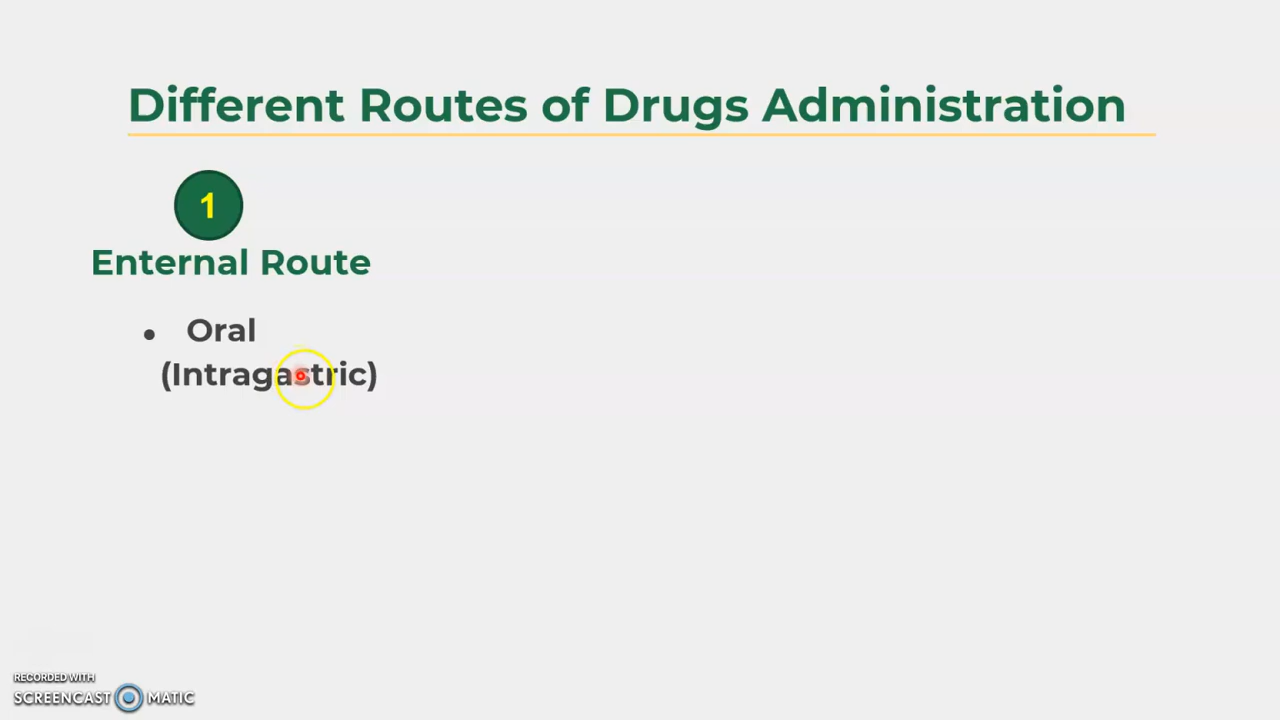 Different Routes of Drugs Administration
1
Enternal Route
• Oral
(Intragastric)
RECORDED WITH
SCREENCAST MATIC